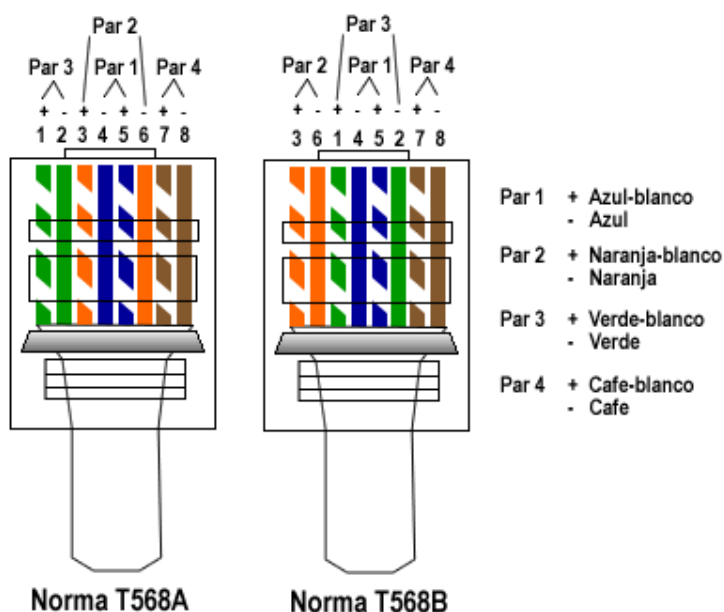 Par 2
Par 3 Par 1 Par 4
+ - + - + - + -
1 2 3 4 5 6 7 8
Norma T568A
Par 3
Par 2 Par 1 Par 4
+ - + - + - + -
3 6 1 4 5 2 7 8
Norma T568B
Par 1 + Azul-blanco
- Azul
Par 2 + Naranja-blanco
- Naranja
Par 3 + Verde-blanco
- Verde
Par 4 + Cafe-blanco
- Cafe